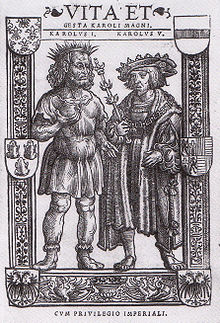 VITA ET
GESTA KAROLI MAGNI.
KAROLVS I. KAROLVS V.
CVM PRIVILEGIO IMPERIALI.